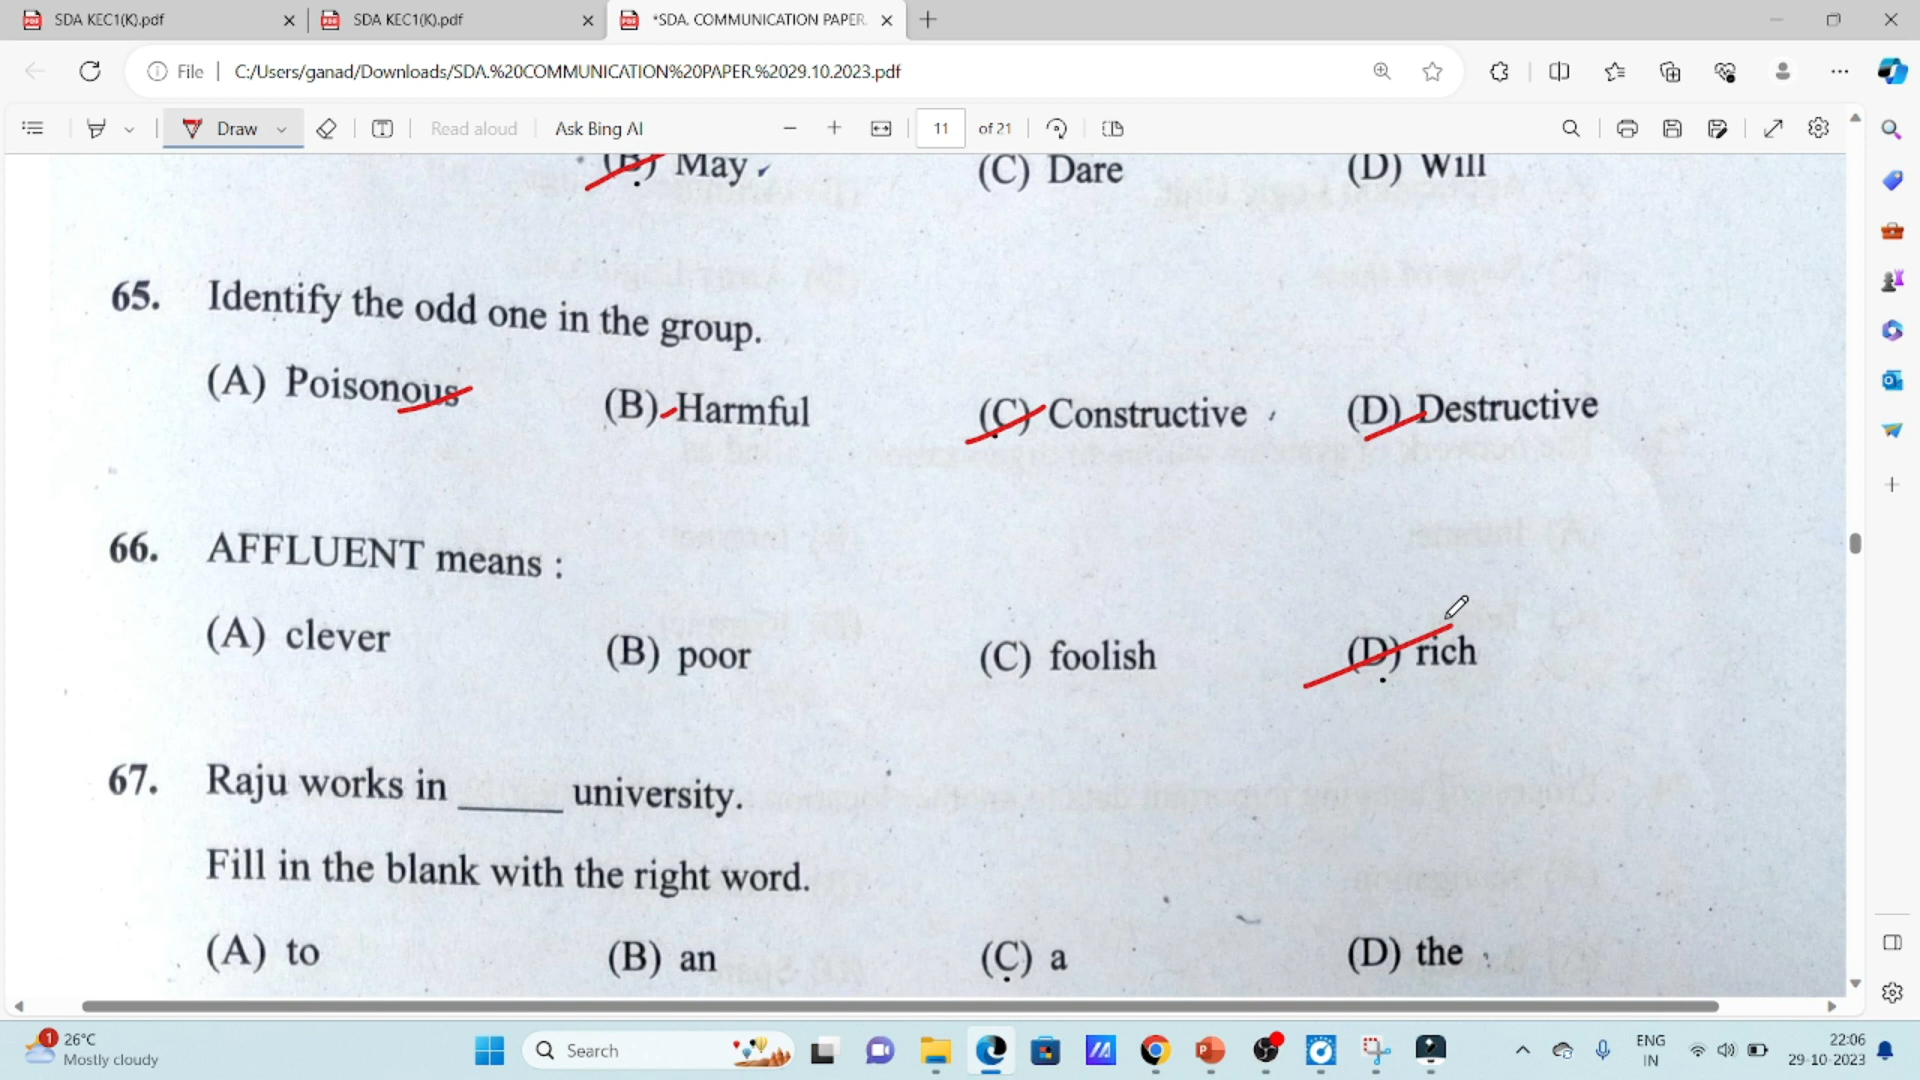 SDA KEC1(K).pdf
SDA KEC1(K).pdf
*SDA. COMMUNICATION PAPER.
File
C:/Users/ganad/Downloads/SDA.%20COMMUNICATION%20PAPER.%2029.10.2023.pdf
Draw
Read aloud
Ask Bing AI
11
of 21
(B) May
(C) Dare
(D) Will
65. Identify the odd one in the group.
(A) Poisonous
(B) Harmful
(C) Constructive
(D) Destructive
66. AFFLUENT means :
(A) clever
(B) poor
(C) foolish
(D) rich
67. Raju works in _____ university.
Fill in the blank with the right word.
(A) to
(B) an
(C) a
(D) the
1
26°C
Mostly cloudy
Search
ENG
IN
22:06
29-10-2023